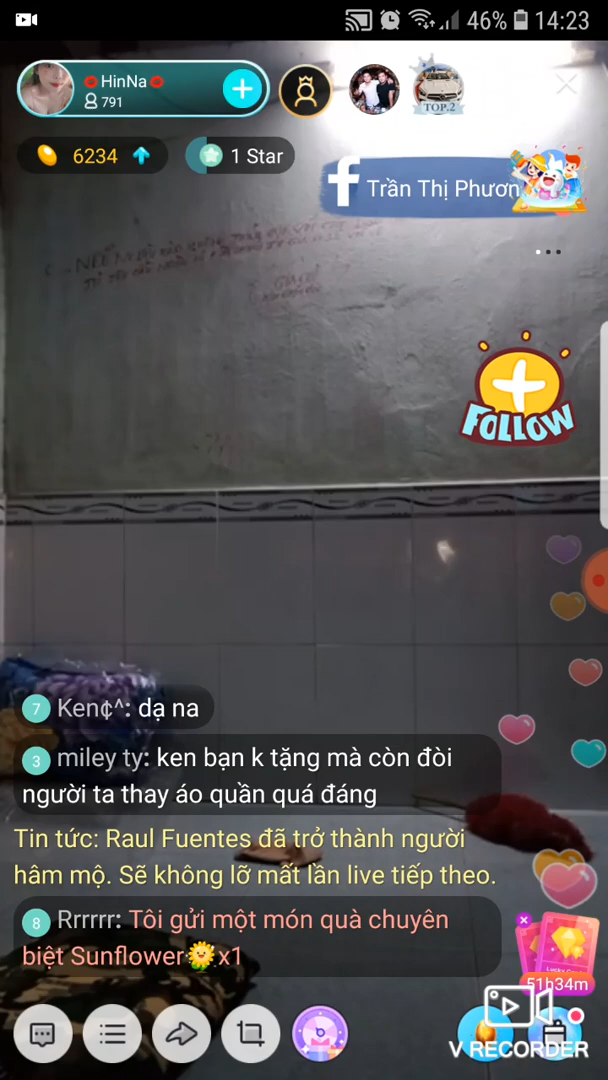 46% 14:23
HinNa
791
TOP.2
6234
1 Star
Trần Thị Phươn
FOLLOW
7 Ken¢^: dạ na
3 miley ty: ken bạn k tặng mà còn đòi
người ta thay áo quần quá đáng
Tin tức: Raul Fuentes đã trở thành người
hâm mộ. Sẽ không lỡ mất lần live tiếp theo.
8 Rrrrrr: Tôi gửi một món quà chuyên
biệt Sunflower🌻x1
51h34m
V RECORDER